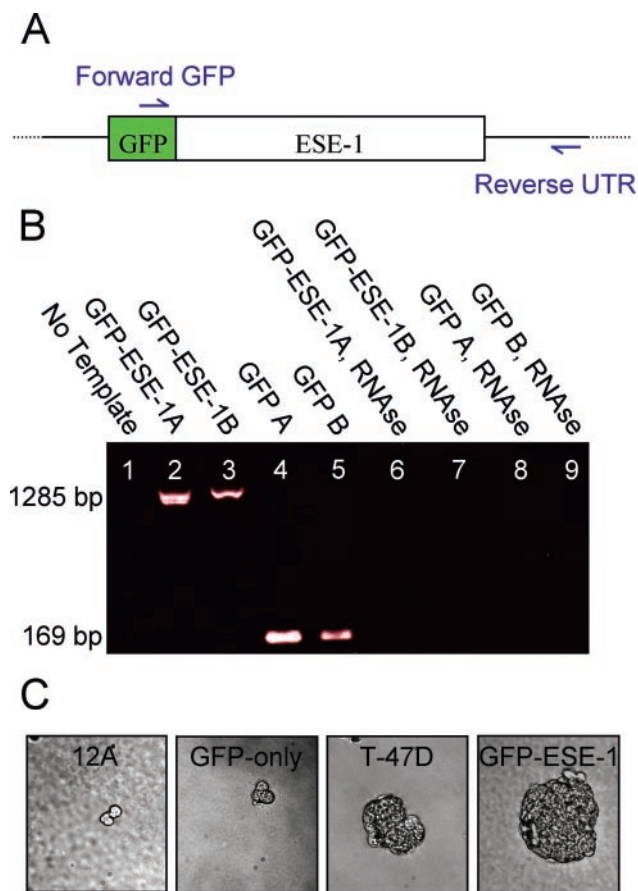 A
Forward GFP
GFP
ESE-1
Reverse UTR
B
No Template
GFP-ESE-1A
GFP-ESE-1B
GFP A
GFP B
GFP-ESE-1A, RNAse
GFP-ESE-1B, RNAse
GFP A, RNAse
GFP B, RNAse
1 2 3 4 5 6 7 8 9
1285 bp
169 bp
C
12A
GFP-only
T-47D
GFP-ESE-1